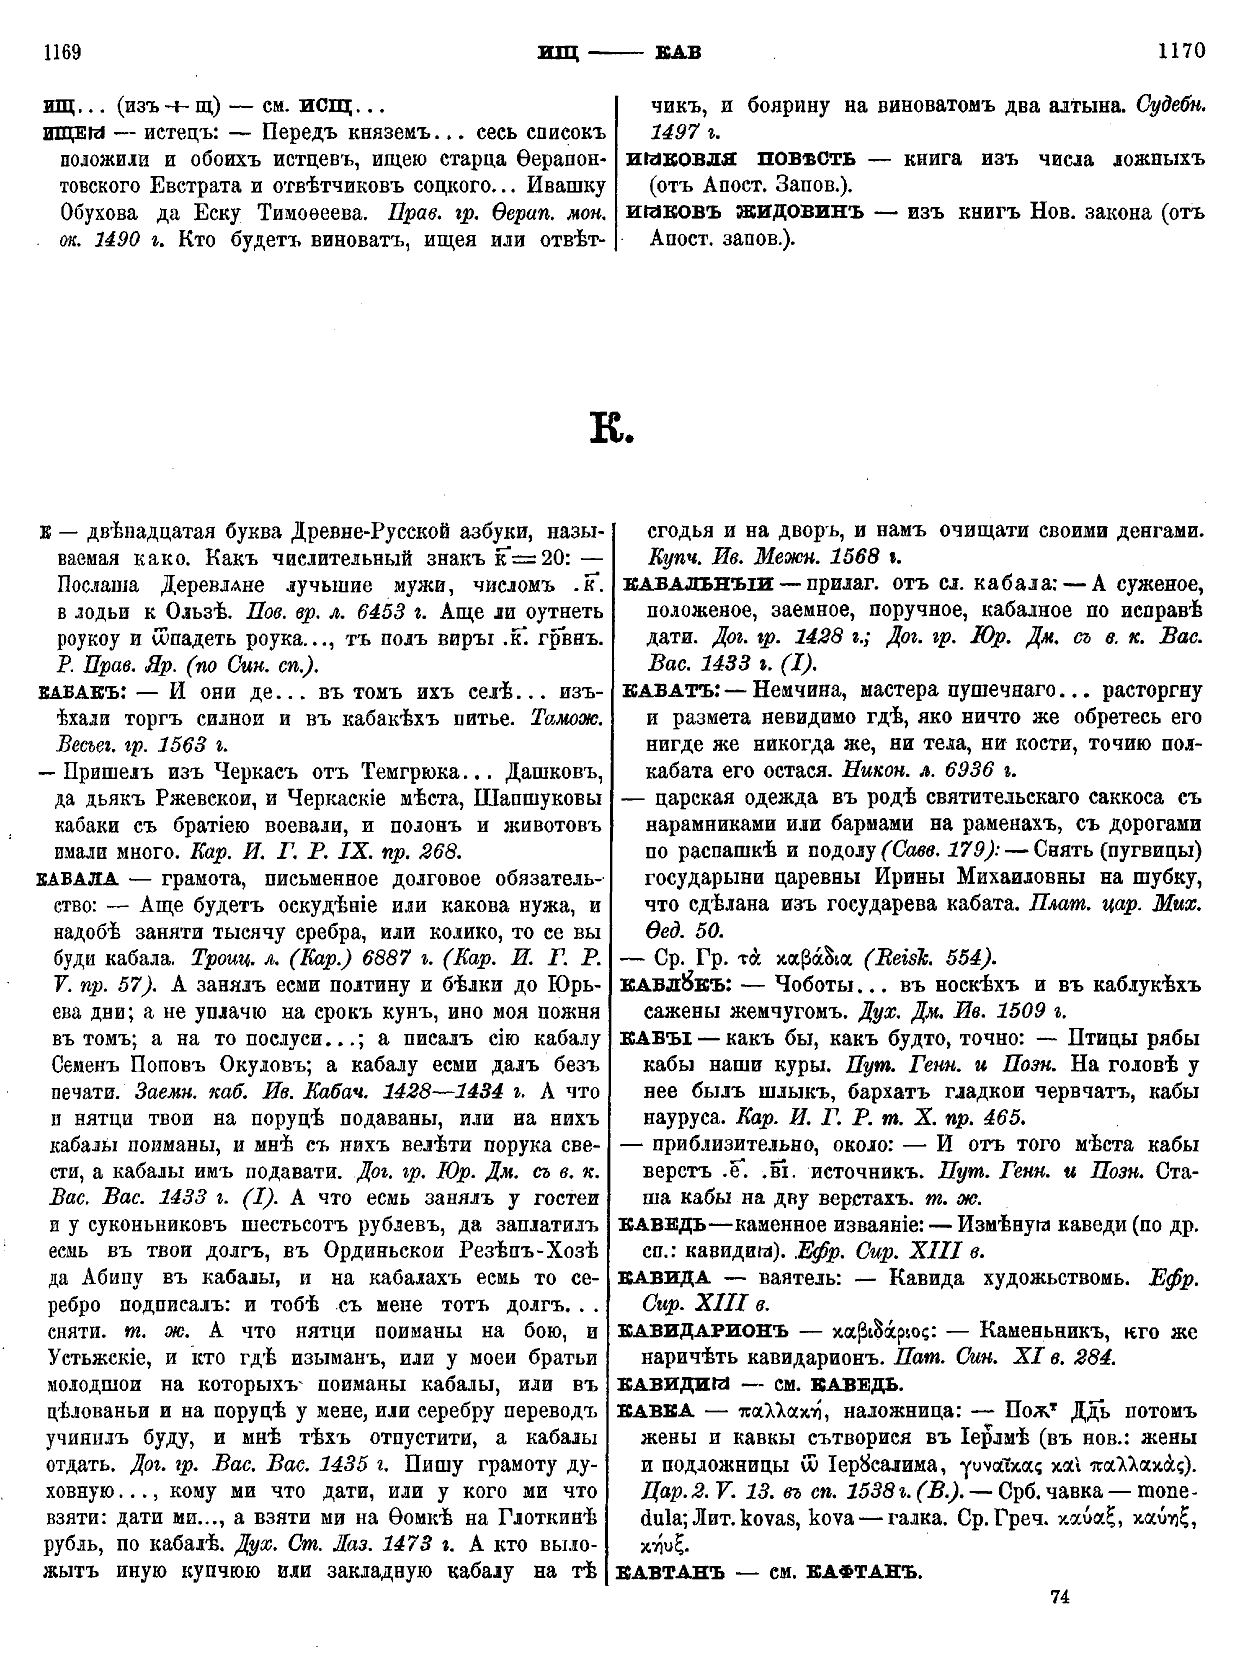 1169
ИЩ —— КАВ
1170
ИЩ... (изъ + щ) — см. ИСЩ...
ИЩЕꙖ — истецъ: — Передъ княземъ... сесь списокъ
положили и обоихъ истцевъ, ищею старца Ѳерапон-
товского Евстрата и отвѣтчиковъ соцкого... Ивашку
Обухова да Еску Тимоѳеева. Прав. гр. Ѳерап. мон.
ок. 1490 г. Кто будетъ виноватъ, ищея или отвѣт-
чикъ, и боярину на виноватомъ два алтына. Судебн.
1497 г.
ИꙖКОВЛЯ ПОВѢСТЬ — книга изъ числа ложныхъ
(отъ Апост. Запов.).
ИꙖКОВЪ ЖИДОВИНЪ — изъ книгъ Нов. закона (отъ
Апост. запов.).
К.
К — двѣнадцатая буква Древне-Русской азбуки, назы-
ваемая како. Какъ числительный знакъ к҃ = 20: —
Послаша Деревлѧне лучьшие мужи, числомъ .к҃.
в лодьи к Ользѣ. Пов. вр. л. 6453 г. Аще ли оутнеть
роукоу и ѿпадеть роука..., тъ полъ виры .к҃. грв҃нъ.
Р. Прав. Яр. (по Син. сп.).
КАБАКЪ: — И они де... въ томъ ихъ селѣ... изъ-
ѣхали торгъ силнои и въ кабакѣхъ питье. Тамож.
Весьег. гр. 1563 г.
— Пришелъ изъ Черкасъ отъ Темгрюка... Дашковъ,
да дьякъ Ржевскои, и Черкаскіе мѣста, Шапшуковы
кабаки съ братіею воевали, и полонъ и животовъ
имали много. Кар. И. Г. Р. IX. пр. 268.
КАБАЛА — грамота, письменное долговое обязатель-
ство: — Аще будетъ оскудѣніе или какова нужа, и
надобѣ заняти тысячу сребра, или колико, то се вы
буди кабала. Троиц. л. (Кар.) 6887 г. (Кар. И. Г. Р.
V. пр. 57). А занялъ есми полтину и бѣлки до Юрь-
ева дни; а не уплачю на срокъ кунъ, ино моя пожня
въ томъ; а на то послуси...; а писалъ сію кабалу
Семенъ Поповъ Окуловъ; а кабалу есми далъ безъ
печати. Заемн. каб. Ив. Кабач. 1428—1434 г. А что
п нятци твои на поруцѣ подаваны, или на нихъ
кабалы поиманы, и мнѣ съ нихъ велѣти порука све-
сти, а кабалы имъ подавати. Дог. гр. Юр. Дм. съ в. к.
Вас. Вас. 1433 г. (I). А что есмь занялъ у гостеи
и у суконьниковъ шестьсотъ рублевъ, да заплатилъ
есмь въ твои долгъ, въ Ординьскои Резѣпъ-Хозѣ
да Абипу въ кабалы, и на кабалахъ есмь то се-
ребро подписалъ: и тобѣ съ мене тотъ долгъ...
сняти. т. ж. А что нятци поиманы на бою, и
Устьжскіе, и кто гдѣ изыманъ, или у моеи братьи
молодшои на которыхъ поиманы кабалы, или въ
цѣлованьи и на поруцѣ у мене, или серебру переводъ
учинилъ буду, и мнѣ тѣхъ отпустити, а кабалы
отдать. Дог. гр. Вас. Вас. 1435 г. Пишу грамоту ду-
ховную..., кому ми что дати, или у кого ми что
взяти: дати ми..., а взяти ми на Ѳомкѣ на Глоткинѣ
рубль, по кабалѣ. Дух. Ст. Лаз. 1473 г. А кто выло-
жытъ иную купчюю или закладную кабалу на тѣ
сгодья и на дворъ, и намъ очищати своими денгами.
Купч. Ив. Межн. 1568 г.
КАБАЛЬНЪІИ — прилаг. отъ сл. кабала: — А суженое,
положеное, заемное, поручное, кабалное по исправѣ
дати. Дог. гр. 1428 г.; Дог. гр. Юр. Дм. съ в. к. Вас.
Вас. 1433 г. (I).
КАБАТЪ: — Немчина, мастера пушечнаго... расторгну
и размета невидимо гдѣ, яко ничто же обретесь его
нигде же никогда же, ни тела, ни кости, точию пол-
кабата его остася. Никон. л. 6936 г.
— царская одежда въ родѣ святительскаго саккоса съ
нарамниками или бармами на раменахъ, съ дорогами
по распашкѣ и подолу (Савв. 179): — Снять (пугвицы)
государыни царевны Ирины Михаиловны на шубку,
что сдѣлана изъ государева кабата. Плат. цар. Мих.
Ѳед. 50.
— Ср. Гр. τὰ καβάδια (Reisk. 554).
КАБЛꙊКЪ: — Чоботы... въ носкѣхъ и въ каблукѣхъ
сажены жемчугомъ. Дух. Дм. Ив. 1509 г.
КАБЪІ — какъ бы, какъ будто, точно: — Птицы рябы
кабы наши куры. Пут. Генн. и Позн. На головѣ у
нее былъ шлыкъ, бархатъ гладкои червчатъ, кабы
науруса. Кар. И. Г. Р. т. X. пр. 465.
— приблизительно, около: — И отъ того мѣста кабы
верстъ .е҃. .в҃і. источникъ. Пут. Генн. и Позн. Ста-
ша кабы на дву верстахъ. т. ж.
КАВЕДЬ — каменное изваяніе: — Измѣнуꙗ каведи (по др.
сп.: кавидиꙗ). Ефр. Сир. XIII в.
КАВИДА — ваятель: — Кавида художьствомь. Ефр.
Сир. XIII в.
КАВИДАРИОНЪ — καβιδάριος: — Каменьникъ, ѥго же
наричѣть кавидарионъ. Пат. Син. XI в. 284.
КАВИДИꙖ — см. КАВЕДЬ.
КАВКА — παλλακή, наложница: — Поѫⷮ Дд҃ь потомъ
жены и кавкы сътворися въ Іерл҃мѣ (въ нов.: жены
и подложницы ѿ Іерꙋсалима, γυναῖκας καὶ παλλακὰς).
Цар. 2. V. 13. въ сп. 1538 г. (В.). — Срб. чавка — mone-
dula; Лит. kovas, kova — галка. Ср. Греч. καύαξ, καύηξ,
κήυξ.
КАВТАНЪ — см. КАФТАНЪ.
74